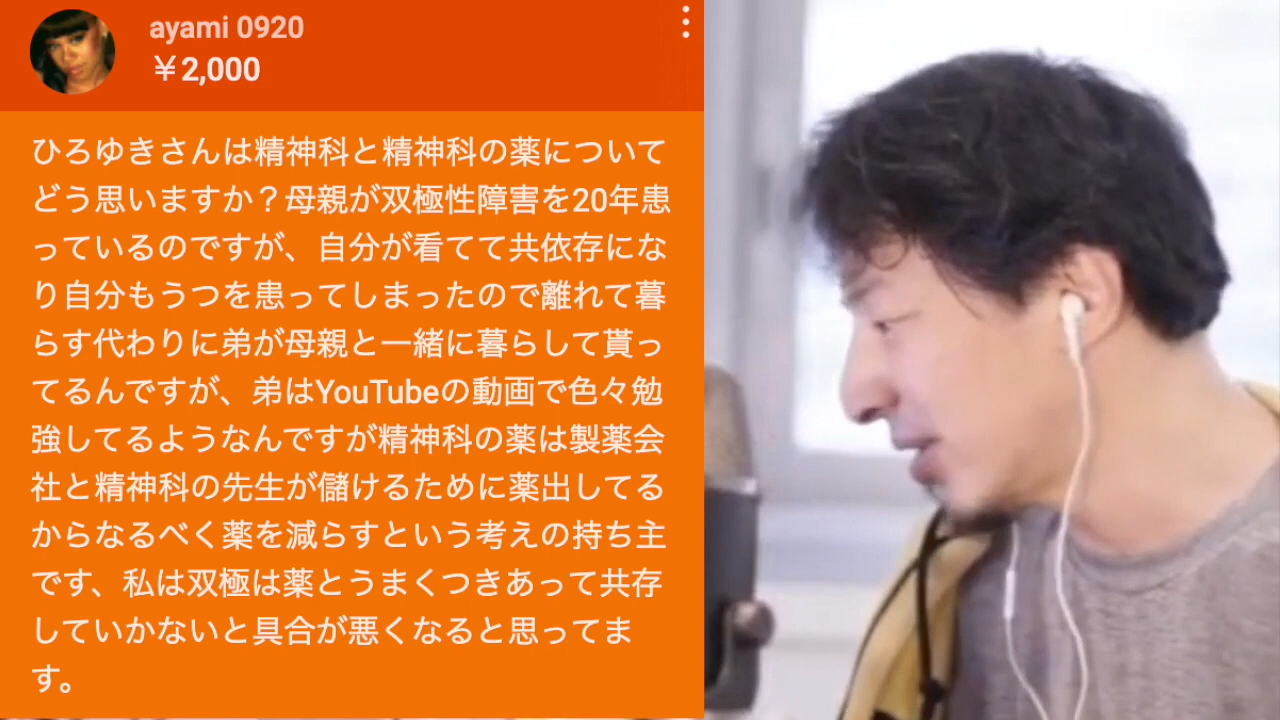 ayami 0920
￥2,000
ひろゆきさんは精神科と精神科の薬について
どう思いますか？母親が双極性障害を20年患
っているのですが、自分が看てて共依存にな
り自分もうつを患ってしまったので離れて暮
らす代わりに弟が母親と一緒に暮らして貰っ
てるんですが、弟はYouTubeの動画で色々勉
強してるようなんですが精神科の薬は製薬会
社と精神科の先生が儲けるために薬出してる
からなるべく薬を減らすという考えの持ち主
です、私は双極は薬とうまくつきあって共存
していかないと具合が悪くなると思ってま
す。